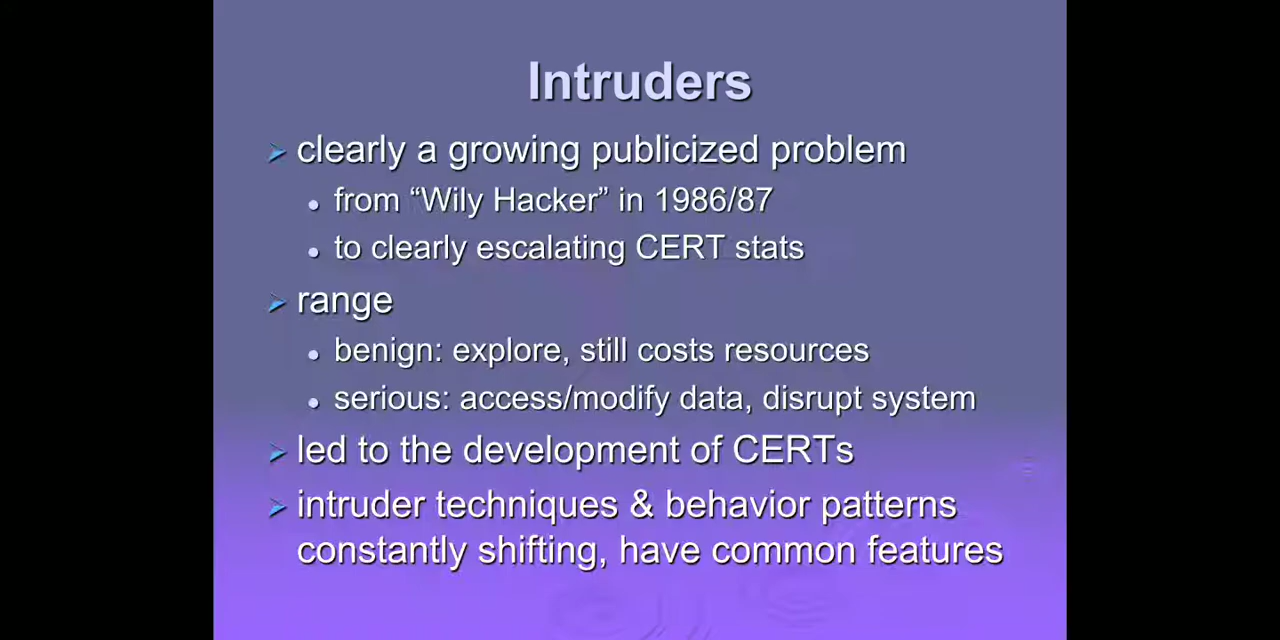 Intruders
clearly a growing publicized problem
from “Wily Hacker” in 1986/87
to clearly escalating CERT stats
range
benign: explore, still costs resources
serious: access/modify data, disrupt system
led to the development of CERTs
intruder techniques & behavior patterns
constantly shifting, have common features